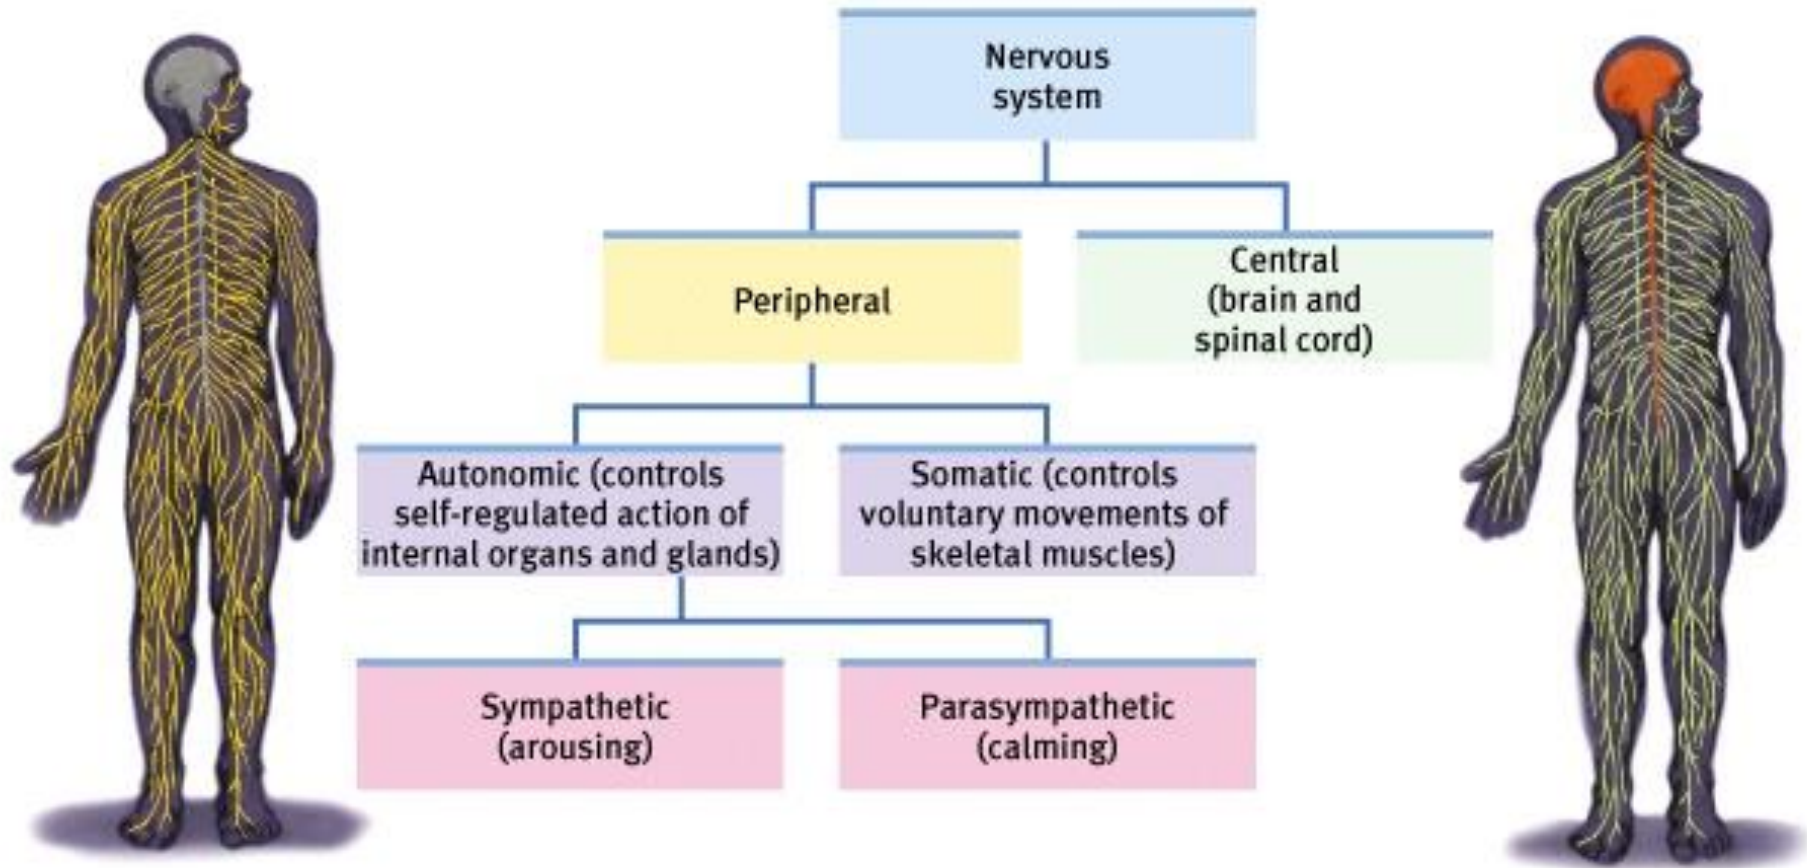 Nervous
system
Peripheral
Central
(brain and
spinal cord)
Autonomic (controls
self-regulated action of
internal organs and glands)
Somatic (controls
voluntary movements of
skeletal muscles)
Sympathetic
(arousing)
Parasympathetic
(calming)